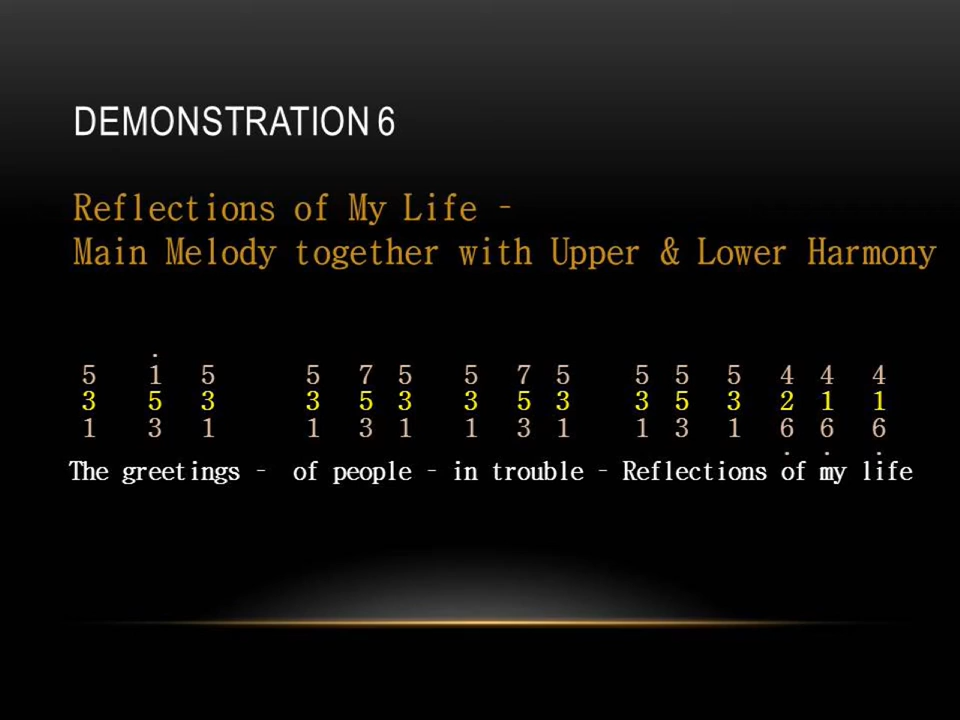 DEMONSTRATION 6
Reflections of My Life –
Main Melody together with Upper & Lower Harmony
.
5 1 5 5 7 5 5 7 5 5 5 5 4 4 4
3 5 3 3 5 3 3 5 3 3 5 3 2 1 1
1 3 1 1 3 1 1 3 1 1 3 1 6 6 6
. . .
The greetings – of people – in trouble – Reflections of my life